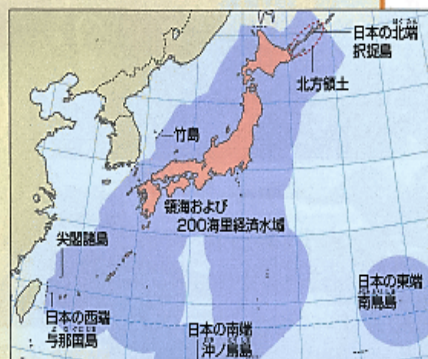 日本の北端
択捉島
北方領土
竹島
領海および
200海里経済水域
尖閣諸島
日本の西端
与那国島
日本の南端
沖ノ鳥島
日本の東端
南鳥島